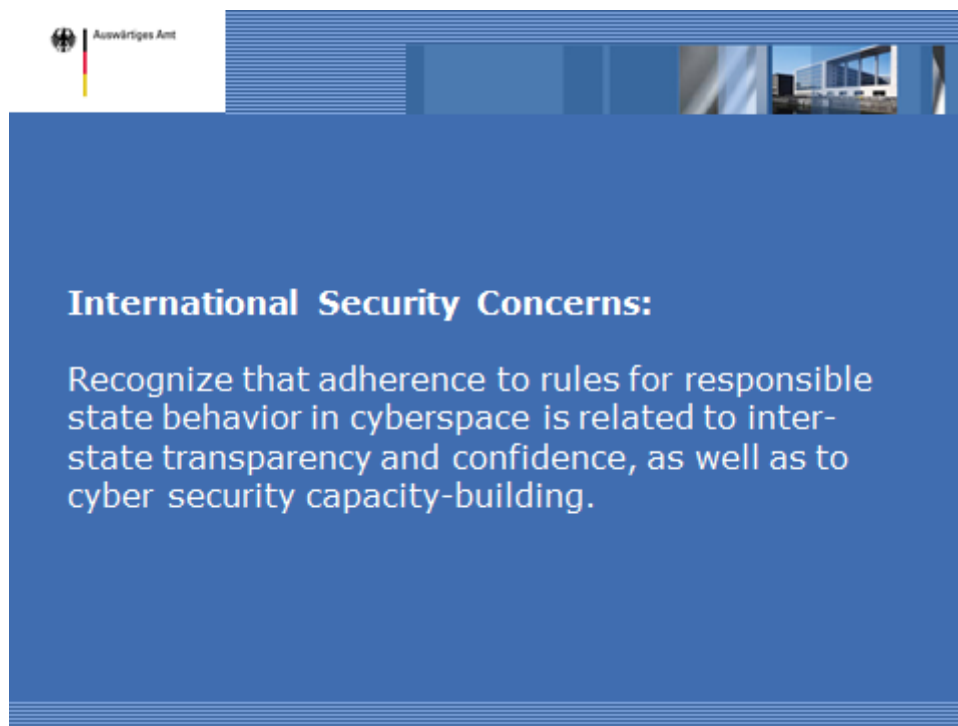 Auswärtiges Amt
International Security Concerns:
Recognize that adherence to rules for responsible
state behavior in cyberspace is related to inter-
state transparency and confidence, as well as to
cyber security capacity-building.